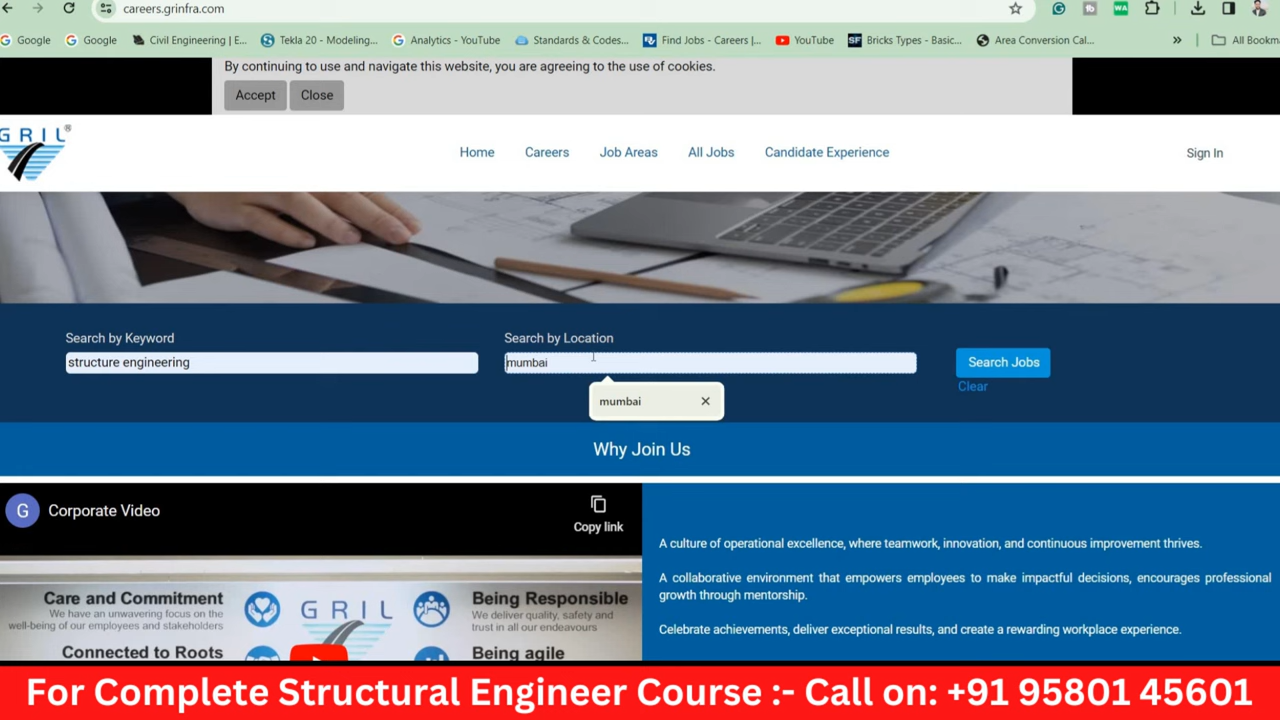 careers.grinfra.com
Google
Google
Civil Engineering | E...
Tekla 20 - Modeling...
Analytics - YouTube
Standards & Codes...
Find Jobs - Careers |...
YouTube
Bricks Types - Basic...
Area Conversion Cal...
»
All Bookma
By continuing to use and navigate this website, you are agreeing to the use of cookies.
Accept
Close
GRIL®
Home
Careers
Job Areas
All Jobs
Candidate Experience
Sign In
Search by Keyword
Search by Location
structure engineering
mumbai
Search Jobs
Clear
mumbai
Why Join Us
G
Corporate Video
Copy link
Care and Commitment
We have an unwavering focus on the
well-being of our employees and stakeholders
Connected to Roots
GRIL
Being Responsible
We deliver quality, safety and
trust in all our endeavours
Being agile
A culture of operational excellence, where teamwork, innovation, and continuous improvement thrives.
A collaborative environment that empowers employees to make impactful decisions, encourages professional
growth through mentorship.
Celebrate achievements, deliver exceptional results, and create a rewarding workplace experience.
For Complete Structural Engineer Course :- Call on: +91 95801 45601